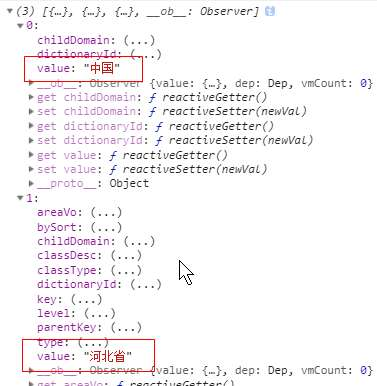 (3) [{…}, {…}, {…}, __ob__: Observer] i
0:
childDomain: (...)
dictionaryId: (...)
value: "中国"
__ob__: Observer {value: {…}, dep: Dep, vmCount: 0}
get childDomain: ƒ reactiveGetter()
set childDomain: ƒ reactiveSetter(newVal)
get dictionaryId: ƒ reactiveGetter()
set dictionaryId: ƒ reactiveSetter(newVal)
get value: ƒ reactiveGetter()
set value: ƒ reactiveSetter(newVal)
__proto__: Object
1:
areaVo: (...)
bySort: (...)
childDomain: (...)
classDesc: (...)
classType: (...)
dictionaryId: (...)
key: (...)
level: (...)
parentKey: (...)
type: (...)
value: "河北省"
__ob__: Observer {value: {…}, dep: Dep, vmCount: 0}
get areaVo: ƒ reactiveGetter()